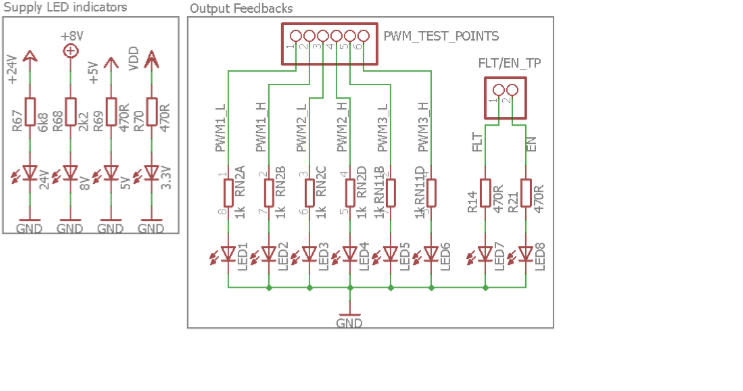 Supply LED indicators
Output Feedbacks
+24V
+8V
+5V
VDD
R67
6k8
R68
2k2
R69
470R
R70
470R
24V
8V
5V
3.3V
GND
GND
GND
GND
PWM_TEST_POINTS
1 2 3 4 5 6
FLT/EN_TP
1 2
PWM1_L
PWM1_H
PWM2_L
PWM2_H
PWM3_L
PWM3_H
FLT
EN
1 RN2A 8 1k
2 RN2B 7 1k
3 RN2C 6 1k
4 RN2D 5 1k
2 RN11B 7 1k
4 RN11D 1k
R14
470R
R21
470R
LED1
LED2
LED3
LED4
LED5
LED6
LED7
LED8
GND